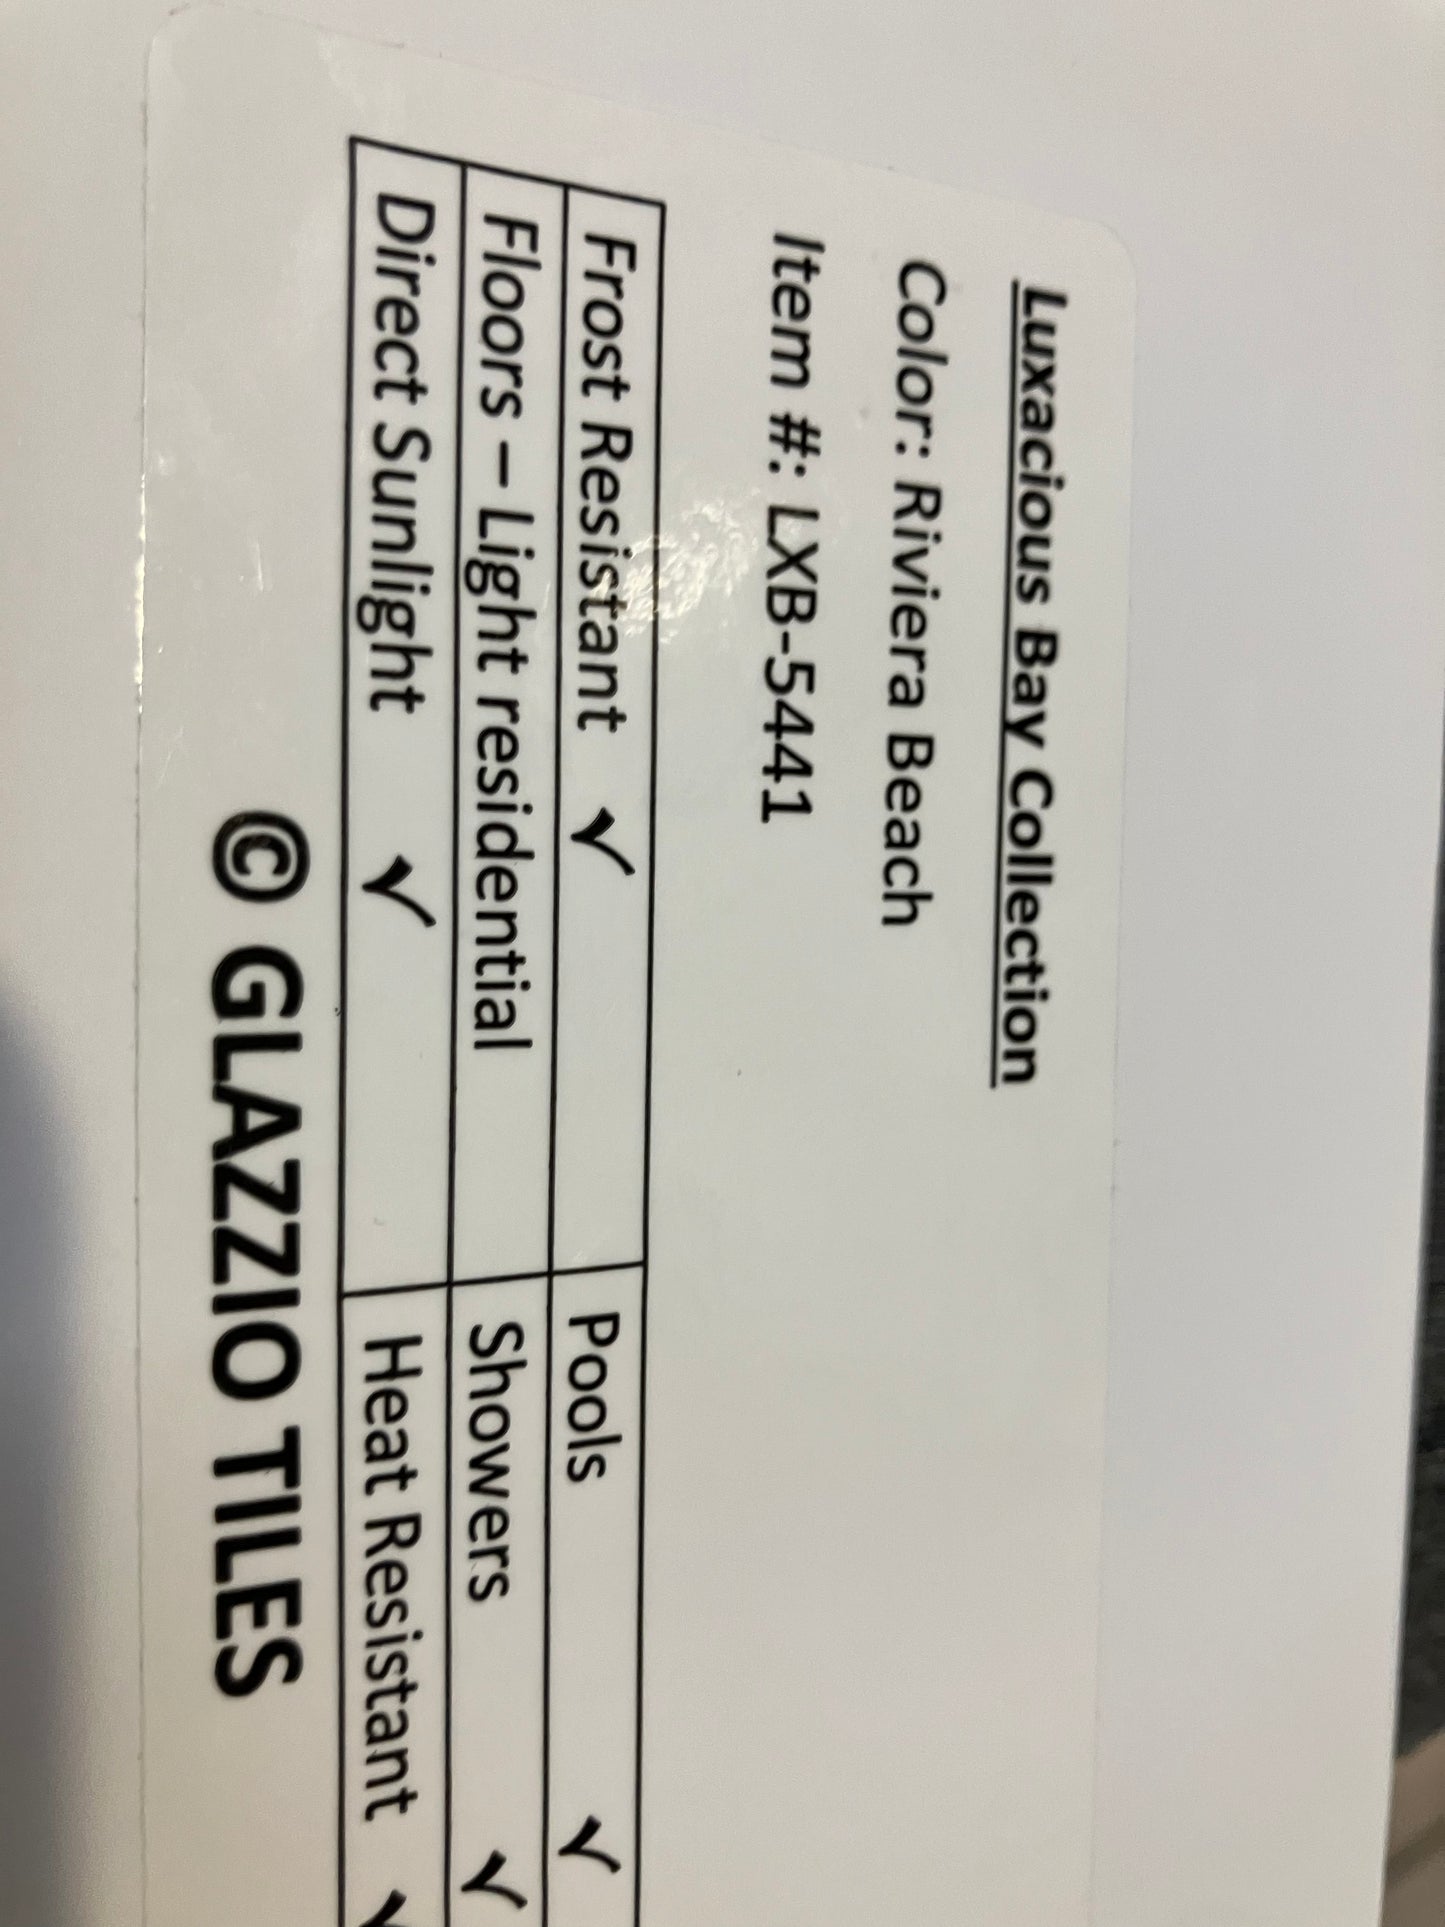 Luxacious Bay Collection
Color: Riviera Beach
Item #: LXB-5441
Frost Resistant ✓ Pools ✓
Floors – Light residential Showers ✓
Direct Sunlight ✓ Heat Resistant ✓
© GLAZZIO TILES